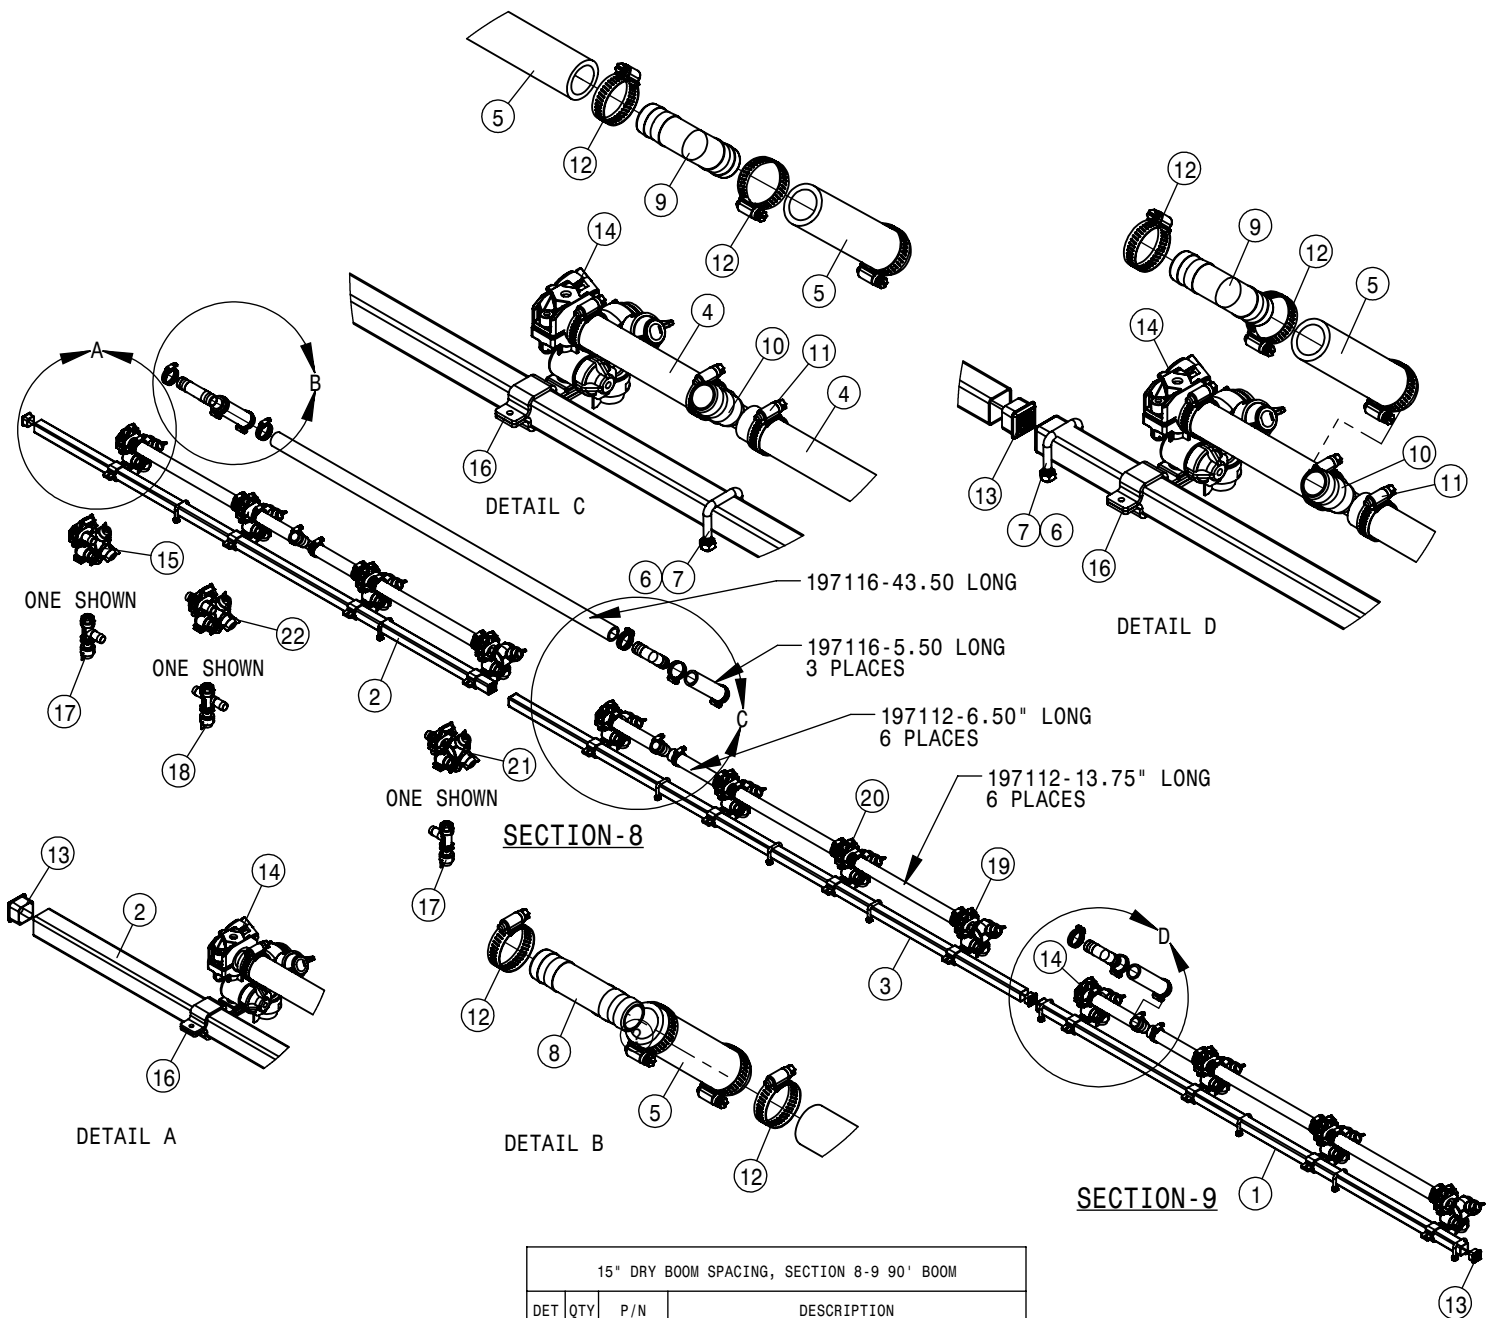 5
12
9
12
5
12
9
12
5
14
4
10
11
4
16
DETAIL C
6
7
14
10
11
13
7
6
16
DETAIL D
A
B
15
ONE SHOWN
17
22
ONE SHOWN
18
2
197116-43.50 LONG
197116-5.50 LONG
3 PLACES
C
197112-6.50" LONG
6 PLACES
197112-13.75" LONG
6 PLACES
21
ONE SHOWN
17
SECTION-8
20
19
3
13
2
14
16
DETAIL A
12
8
5
12
DETAIL B
D
14
1
SECTION-9
13
15" DRY BOOM SPACING, SECTION 8-9 90' BOOM
DET QTY P/N DESCRIPTION